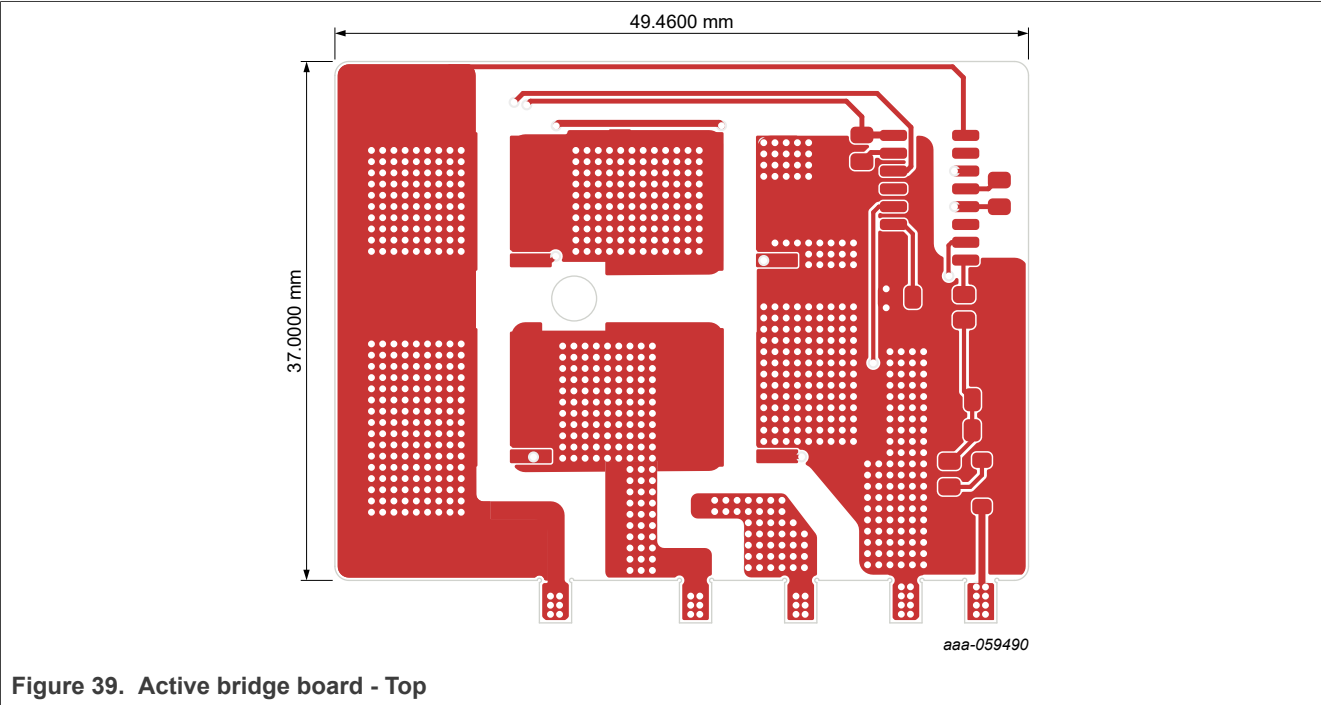 49.4600 mm
37.0000 mm
aaa-059490
Figure 39. Active bridge board - Top